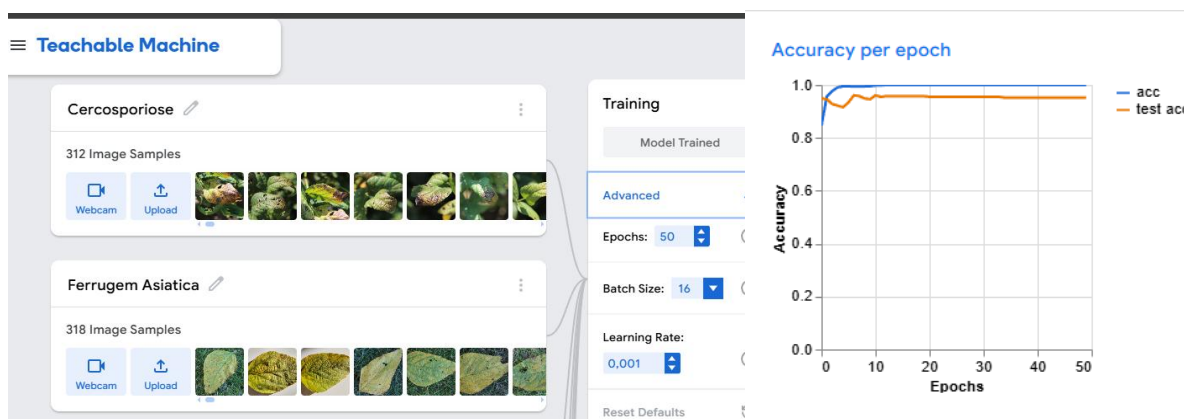 Teachable Machine
Cercosporiose
312 Image Samples
Webcam
Upload
Ferrugem Asiatica
318 Image Samples
Webcam
Upload
Training
Model Trained
Advanced
Epochs: 50
Batch Size: 16
Learning Rate:
0,001
Reset Defaults
Accuracy per epoch
acc
test acc
Accuracy
1.0
0.8
0.6
0.4
0.2
0.0
0 10 20 30 40 50
Epochs